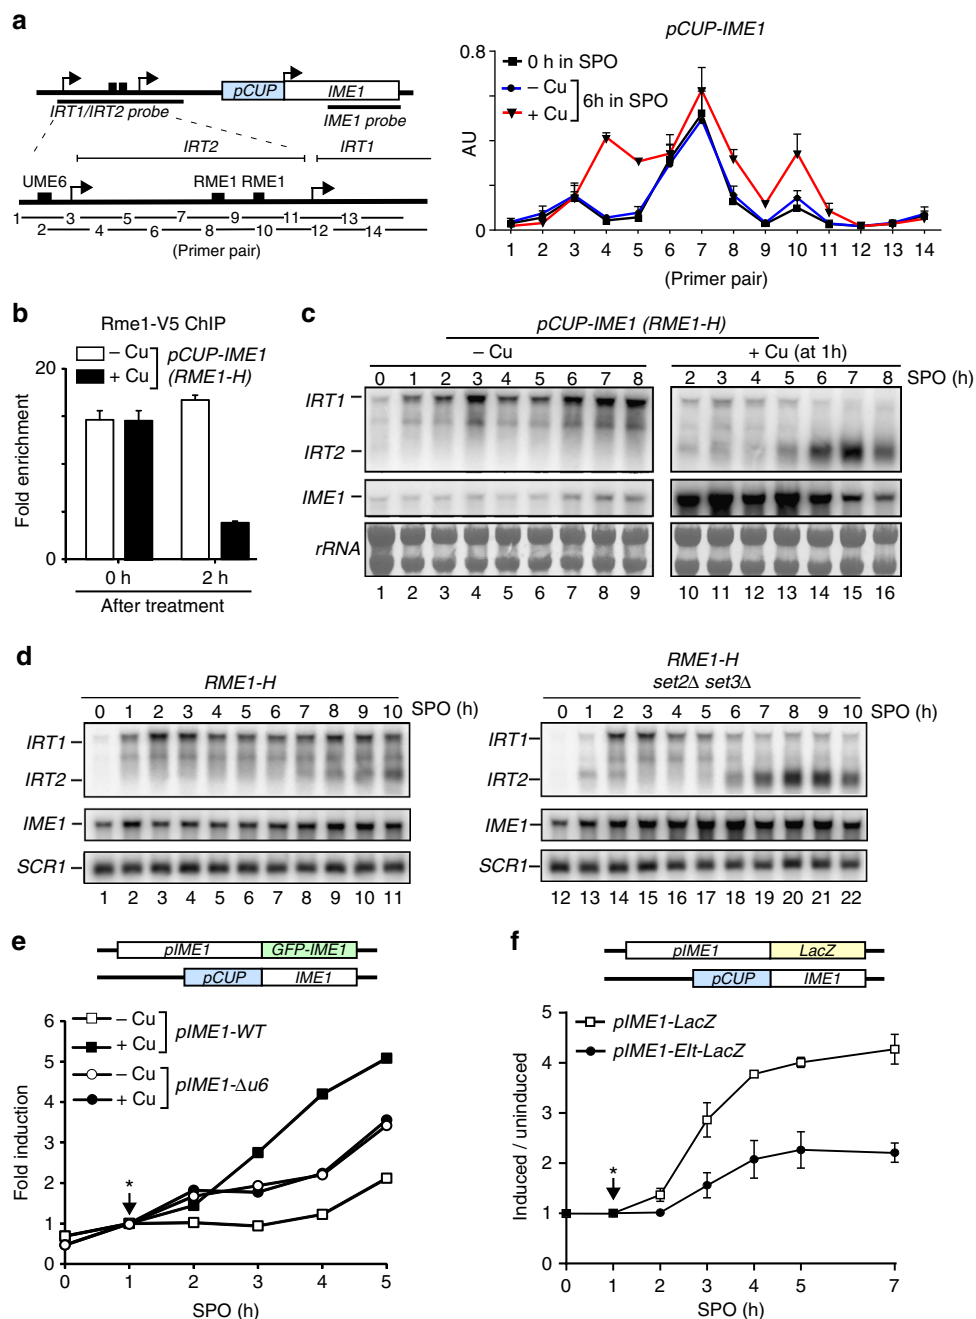 a
pCUP
IME1
IRT1/IRT2 probe
IME1 probe
IRT2
IRT1
UME6
RME1 RME1
1 3 5 7 9 11 13
2 4 6 8 10 12 14
(Primer pair)
pCUP-IME1
0 h in SPO
– Cu
+ Cu
6h in SPO
0.8
AU
0
1 2 3 4 5 6 7 8 9 10 11 12 13 14
(Primer pair)
b
Rme1-V5 ChIP
– Cu
+ Cu
pCUP-IME1
(RME1-H)
20
Fold enrichment
0
0 h 2 h
After treatment
c
pCUP-IME1 (RME1-H)
– Cu + Cu (at 1h)
0 1 2 3 4 5 6 7 8 2 3 4 5 6 7 8 SPO (h)
IRT1
IRT2
IME1
rRNA
1 2 3 4 5 6 7 8 9 10 11 12 13 14 15 16
d
RME1-H
0 1 2 3 4 5 6 7 8 9 10 SPO (h)
IRT1
IRT2
IME1
SCR1
1 2 3 4 5 6 7 8 9 10 11
RME1-H
set2Δ set3Δ
0 1 2 3 4 5 6 7 8 9 10 SPO (h)
IRT1
IRT2
IME1
SCR1
12 13 14 15 16 17 18 19 20 21 22
e
pIME1 GFP-IME1
pCUP IME1
– Cu
+ Cu
pIME1-WT
– Cu
+ Cu
pIME1-Δu6
6
5
4
3
2
1
0
Fold induction
*
0 1 2 3 4 5
SPO (h)
f
pIME1 LacZ
pCUP IME1
pIME1-LacZ
pIME1-Elt-LacZ
5
4
3
2
1
0
Induced / uninduced
*
0 1 2 3 4 5 7
SPO (h)